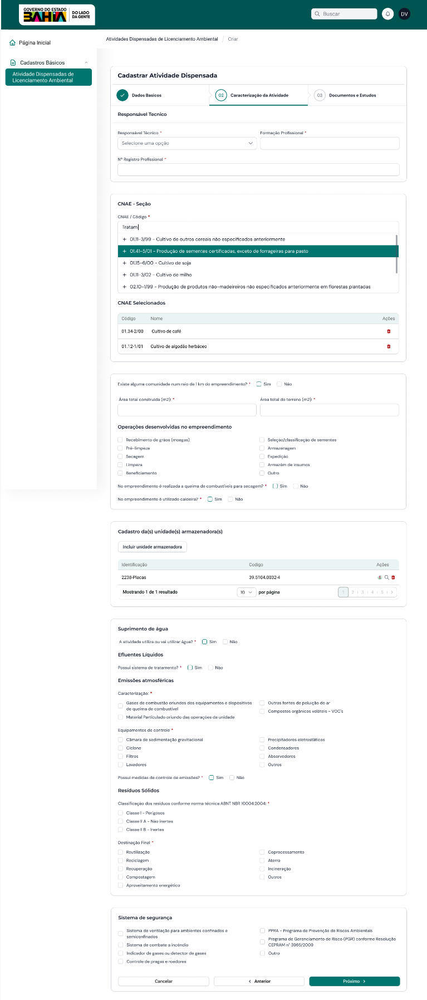 GOVERNO DO ESTADO
BAHIA
DO LADO
DA GENTE
Buscar
DV
Página Inicial
Cadastros Básicos
Atividade Dispensadas de
Licenciamento Ambiental
Atividades Dispensadas de Licenciamento Ambiental / Criar
Cadastrar Atividade Dispensada
Dados Basicos
02 Caracterização da Atividade
03 Documentos e Estudos
Responsável Tecnico
Responsável Técnico *
Formação Profissional *
Selecione uma opção
Nº Registro Profissional *
CNAE - Seção
CNAE / Código *
Tratam
+ 01.11-3/99 - Cultivo de outros cereais não especificados anteriormente
+ 01.41-5/01 - Produção de sementes certificadas, exceto de forrageiras para pasto
+ 01.15-6/00 - Cultivo de soja
+ 01.11-3/02 - Cultivo de milho
+ 02.10-1/99 - Produção de produtos não-madeireiros não especificados anteriormente em florestas plantadas
CNAE Selecionados
Código Nome Ações
01.34-2/00 Cultivo de café
01.12-1/01 Cultivo de algodão herbáceo
Existe alguma comunidade num raio de 1 km do empreendimento? * Sim Não
Área total construída (m2): *
Área total do terreno (m2): *
Operações desenvolvidas no empreendimento
Recebimento de grãos (moegas)
Pré-limpeza
Secagem
Limpeza
Beneficiamento
Seleção/classificação de sementes
Armazenagem
Expedição
Armazém de insumos
Outro
No empreendimento é realizada a queima de combustíveis para secagem? * Sim Não
No empreendimento é utilizado caldeira? * Sim Não
Cadastro da(s) unidade(s) armazenadora(s)
Incluir unidade armazenadora
Identificação Codigo Ações
2238-Placas 39.5104.0032-4
Mostrando 1 de 1 resultado
10 por página
1 2 3 4 5
Suprimento de água
A atividade utiliza ou vai utilizar água? * Sim Não
Efluentes Líquidos
Possui sistema de tratamento? * Sim Não
Emissões atmosféricas
Caracterização: *
Gases de combustão oriundos dos equipamentos e dispositivos
de queima de combustível
Material Particulado oriundo das operações da unidade
Outras fontes de poluição do ar
Compostos orgânicos voláteis - VOC's
Equipamentos de controle *
Câmara de sedimentação gravitacional
Ciclone
Filtros
Lavadores
Precipitadores eletrostáticos
Condensadores
Absorvedores
Outros
Possui medidas de controle de emissões? * Sim Não
Resíduos Sólidos
Classificação dos resíduos conforme norma técnica ABNT NBR 10004:2004: *
Classe I - Perigosos
Classe II A - Não inertes
Classe II B - Inertes
Destinação Final *
Reutilização
Reciclagem
Recuperação
Compostagem
Aproveitamento energético
Coprocessamento
Aterro
Incineração
Outros
Sistema de segurança
Sistema de ventilação para ambientes confinados e
semiconfinados
Sistema de combate a incêndio
Indicador de gases ou detector de gases
Controle de pragas e roedores
PPRA - Programa de Prevenção de Riscos Ambientais
Programa de Gerenciamento de Risco (PGR) conforme Resolução
CEPRAM n° 3965/2009
Outro
Cancelar
< Anterior
Próximo >